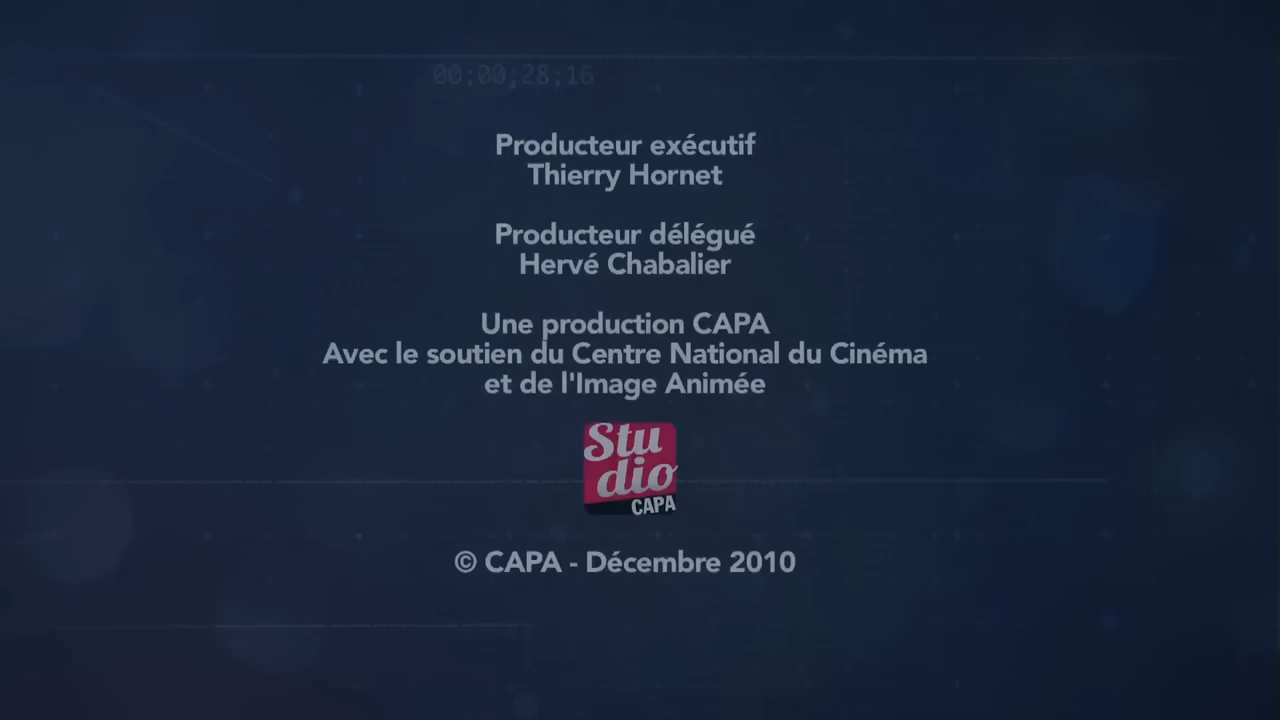 00;00;28;16
Producteur exécutif
Thierry Hornet
Producteur délégué
Hervé Chabalier
Une production CAPA
Avec le soutien du Centre National du Cinéma
et de l'Image Animée
Stu
dio
CAPA
© CAPA - Décembre 2010